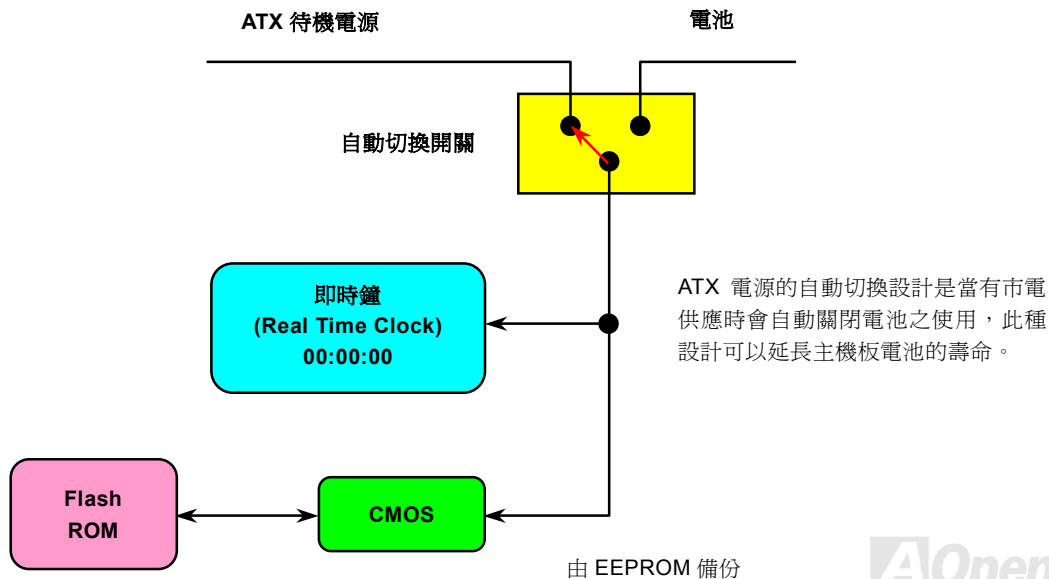 ATX 待機電源
電池
自動切換開關
即時鐘
(Real Time Clock)
00:00:00
ATX 電源的自動切換設計是當有市電
供應時會自動關閉電池之使用，此種
設計可以延長主機板電池的壽命。
Flash
ROM
CMOS
由 EEPROM 備份
AOpen